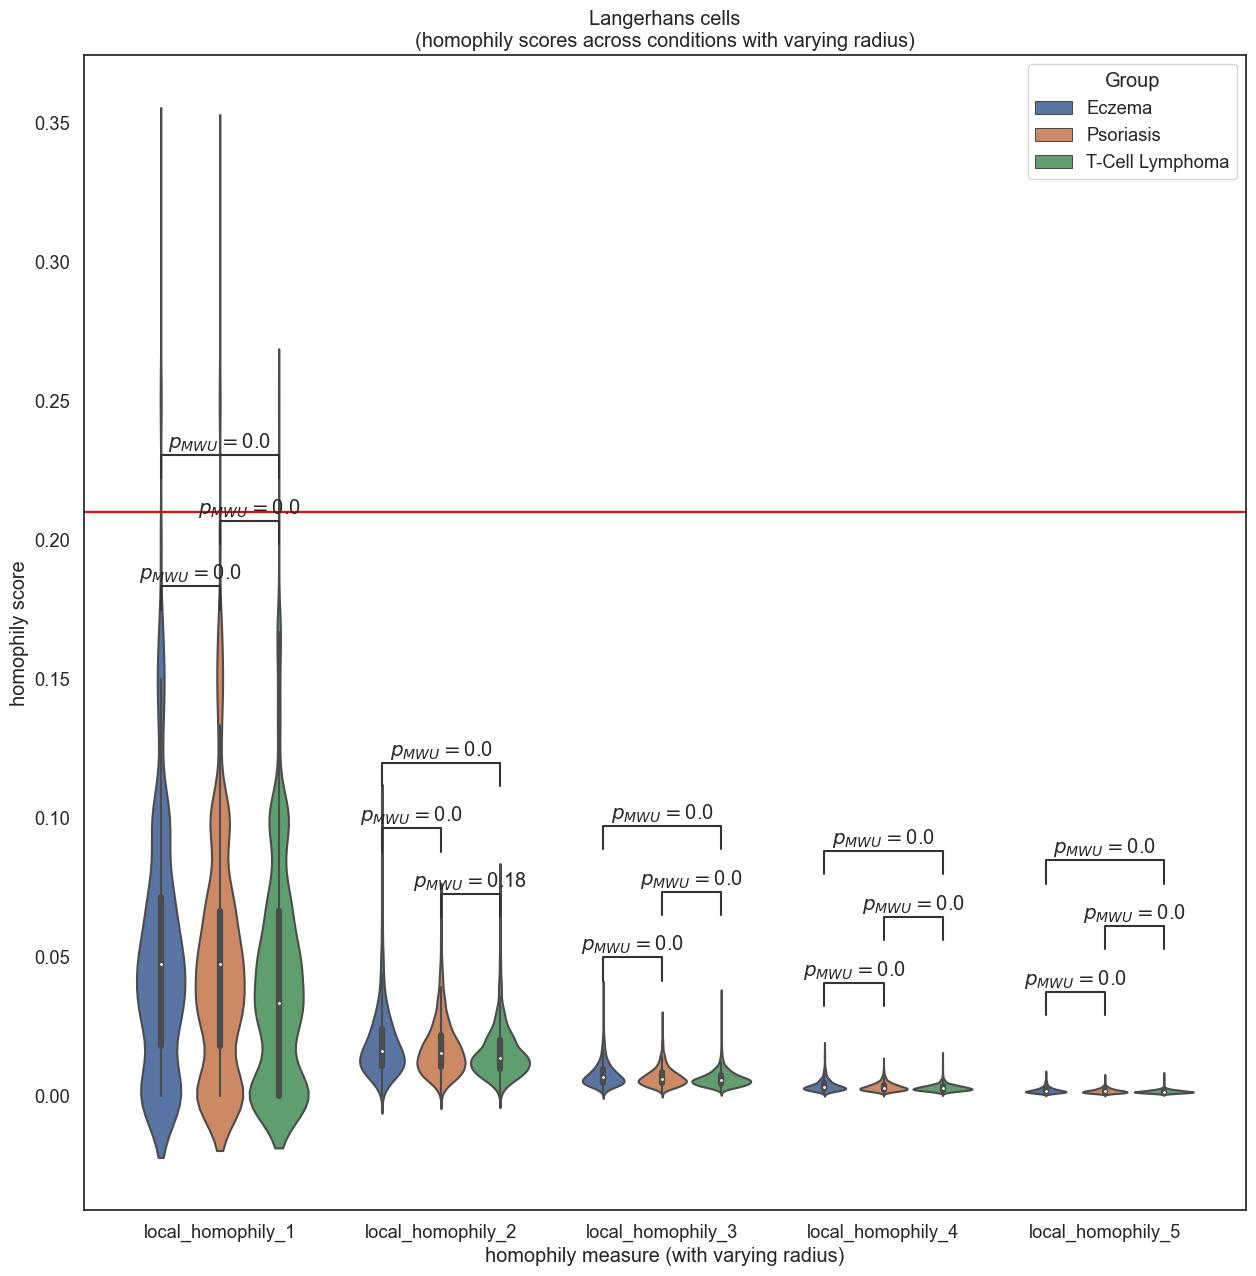 Langerhans cells
(homophily scores across conditions with varying radius)
Group
Eczema
Psoriasis
T-Cell Lymphoma
homophily score
0.35
0.30
0.25
0.20
0.15
0.10
0.05
0.00
p_MWU = 0.0
p_MWU = 0.0
p_MWU = 0.0
p_MWU = 0.0
p_MWU = 0.0
p_MWU = 0.18
p_MWU = 0.0
p_MWU = 0.0
p_MWU = 0.0
p_MWU = 0.0
p_MWU = 0.0
p_MWU = 0.0
p_MWU = 0.0
p_MWU = 0.0
p_MWU = 0.0
local_homophily_1 local_homophily_2 local_homophily_3 local_homophily_4 local_homophily_5
homophily measure (with varying radius)